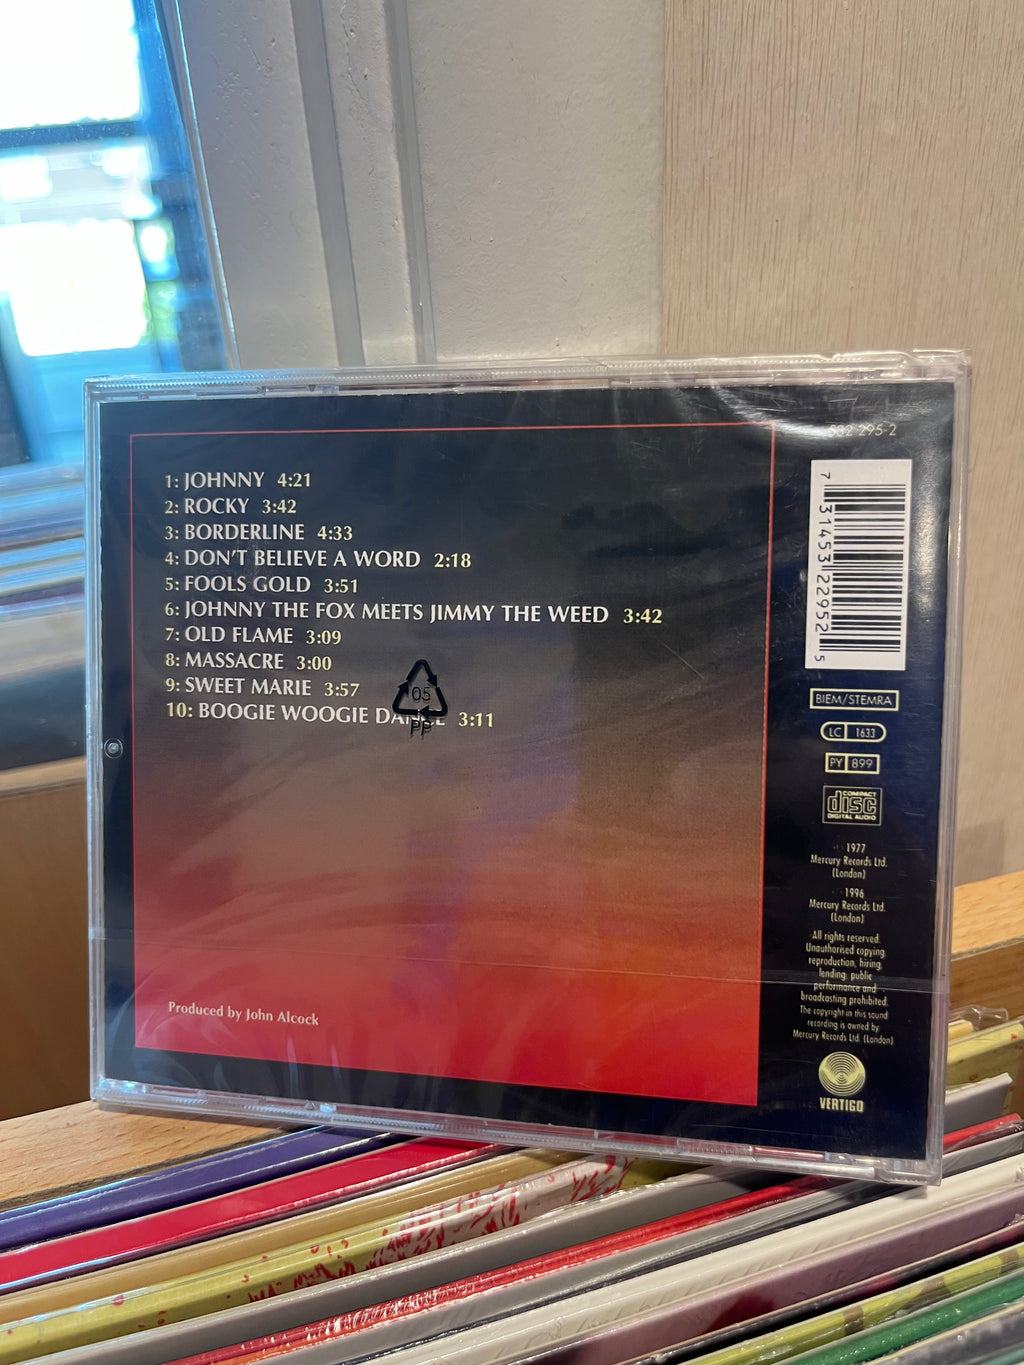 1: JOHNNY 4:21
2: ROCKY 3:42
3: BORDERLINE 4:33
4: DON'T BELIEVE A WORD 2:18
5: FOOLS GOLD 3:51
6: JOHNNY THE FOX MEETS JIMMY THE WEED 3:42
7: OLD FLAME 3:09
8: MASSACRE 3:00
9: SWEET MARIE 3:57
10: BOOGIE WOOGIE DANCE 3:11
05
PP
Produced by John Alcock
532 295-2
7 31453 22952 5
BIEM/STEMRA
LC 1633
PY 899
COMPACT
disc
DIGITAL AUDIO
1977
Mercury Records Ltd.
(London)
1996
Mercury Records Ltd.
(London)
All rights reserved.
Unauthorised copying,
reproduction, hiring,
lending, public
performance and
broadcasting prohibited.
The copyright in this sound
recording is owned by
Mercury Records Ltd. (London)
VERTIGO